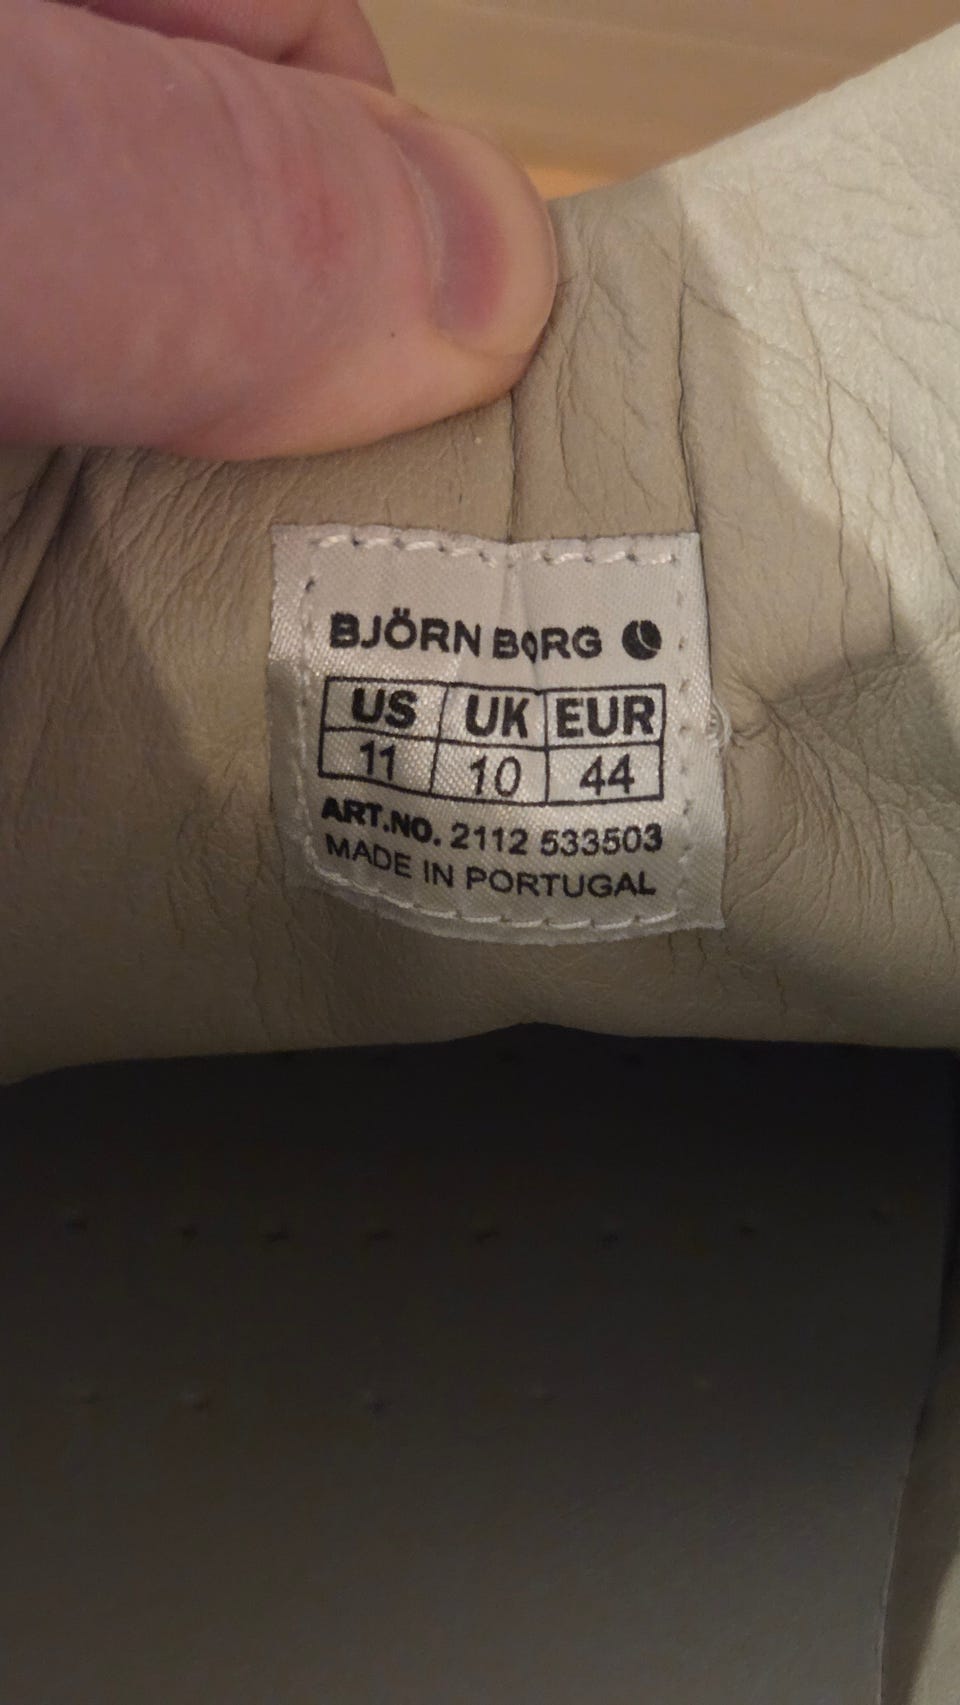 BJÖRN BORG
US UK EUR
11 10 44
ART.NO. 2112 533503
MADE IN PORTUGAL